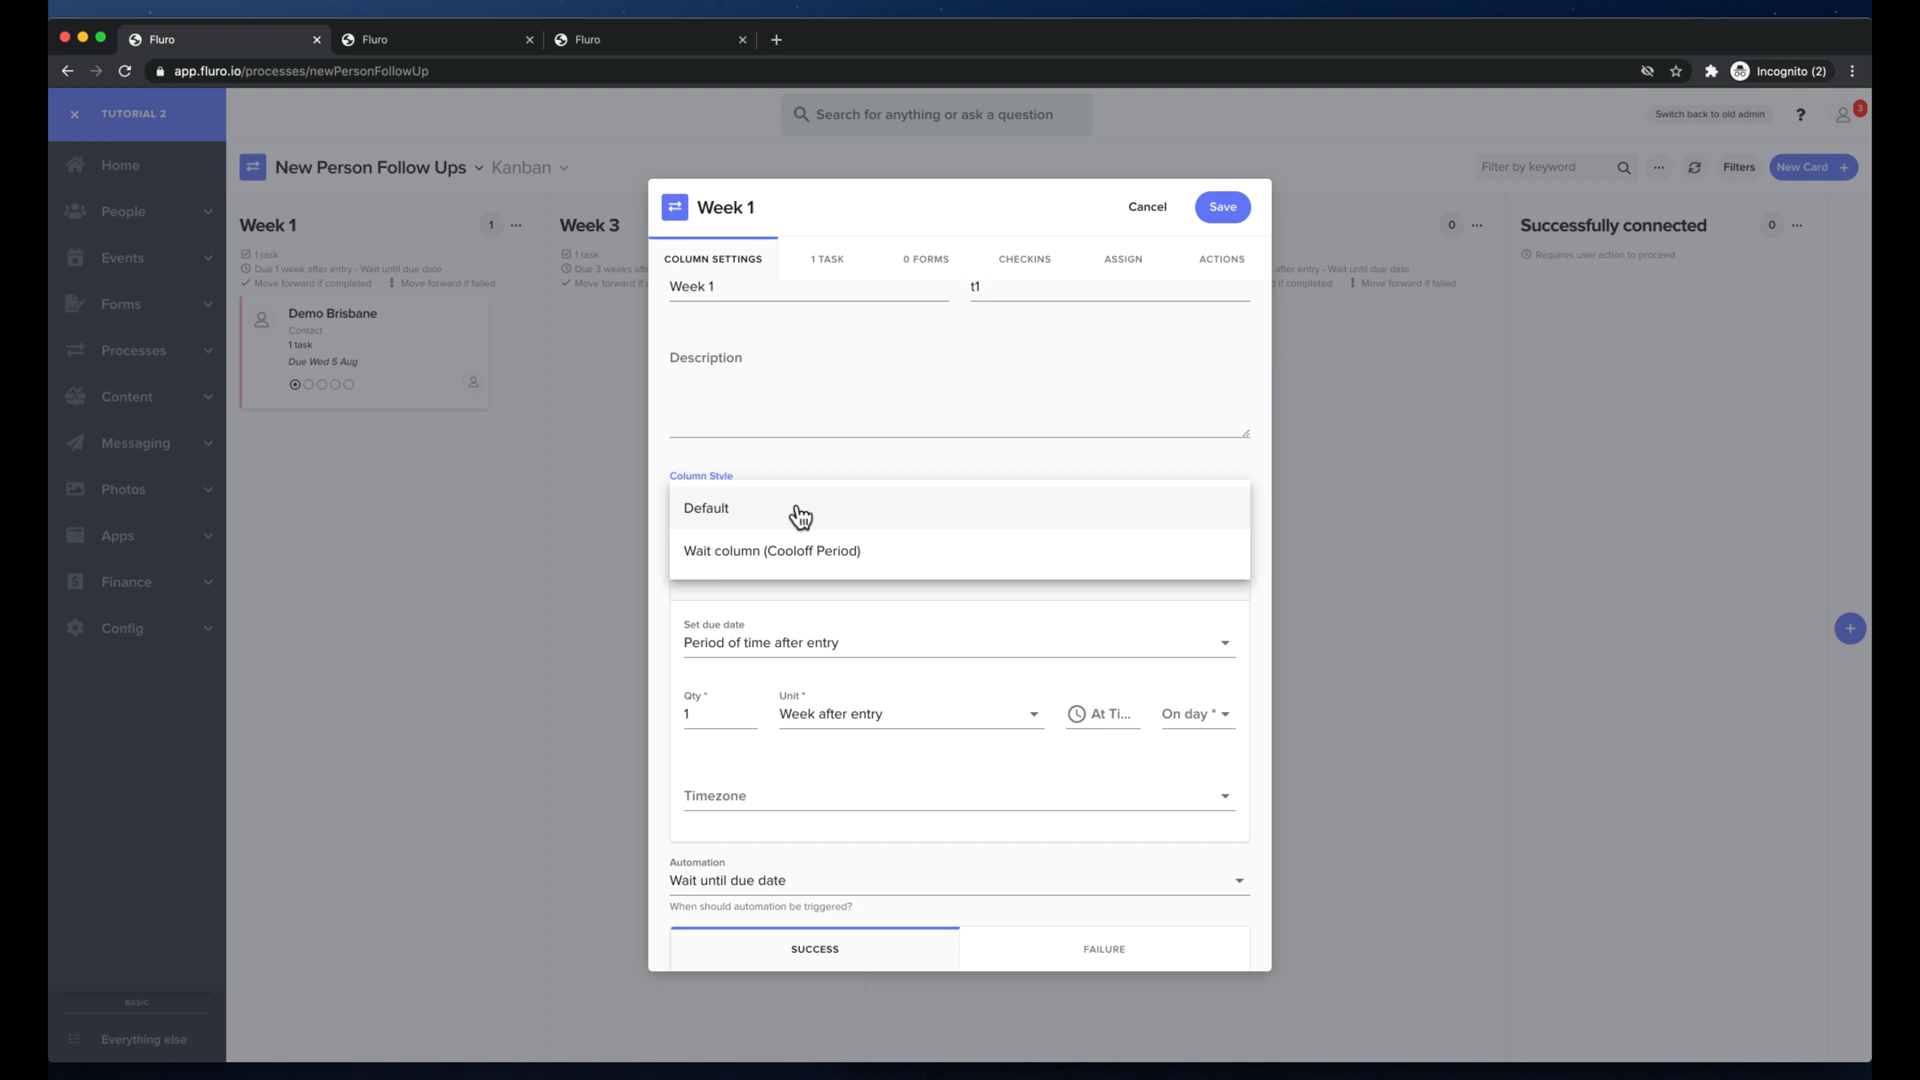 Fluro
Fluro
Fluro
app.fluro.io/processes/newPersonFollowUp
Incognito (2)
TUTORIAL 2
Search for anything or ask a question
Switch back to old admin
?
3
Home
People
Events
Forms
Processes
Content
Messaging
Photos
Apps
Finance
Config
BASIC
Everything else
New Person Follow Ups
Kanban
Filter by keyword
Filters
New Card +
Week 1
1
1 task
Due 1 week after entry - Wait until due date
Move forward if completed ! Move forward if failed
Demo Brisbane
Contact
1 task
Due Wed 5 Aug
Week 3
1 task
Due 3 weeks aft
Move forward if
0
after entry - Wait until due date
if completed ! Move forward if failed
Successfully connected
0
Requires user action to proceed
Week 1
Cancel
Save
COLUMN SETTINGS
1 TASK
0 FORMS
CHECKINS
ASSIGN
ACTIONS
Week 1
t1
Description
Column Style
Default
Wait column (Cooloff Period)
Set due date
Period of time after entry
Qty *
1
Unit *
Week after entry
At Ti...
On day *
Timezone
Automation
Wait until due date
When should automation be triggered?
SUCCESS
FAILURE